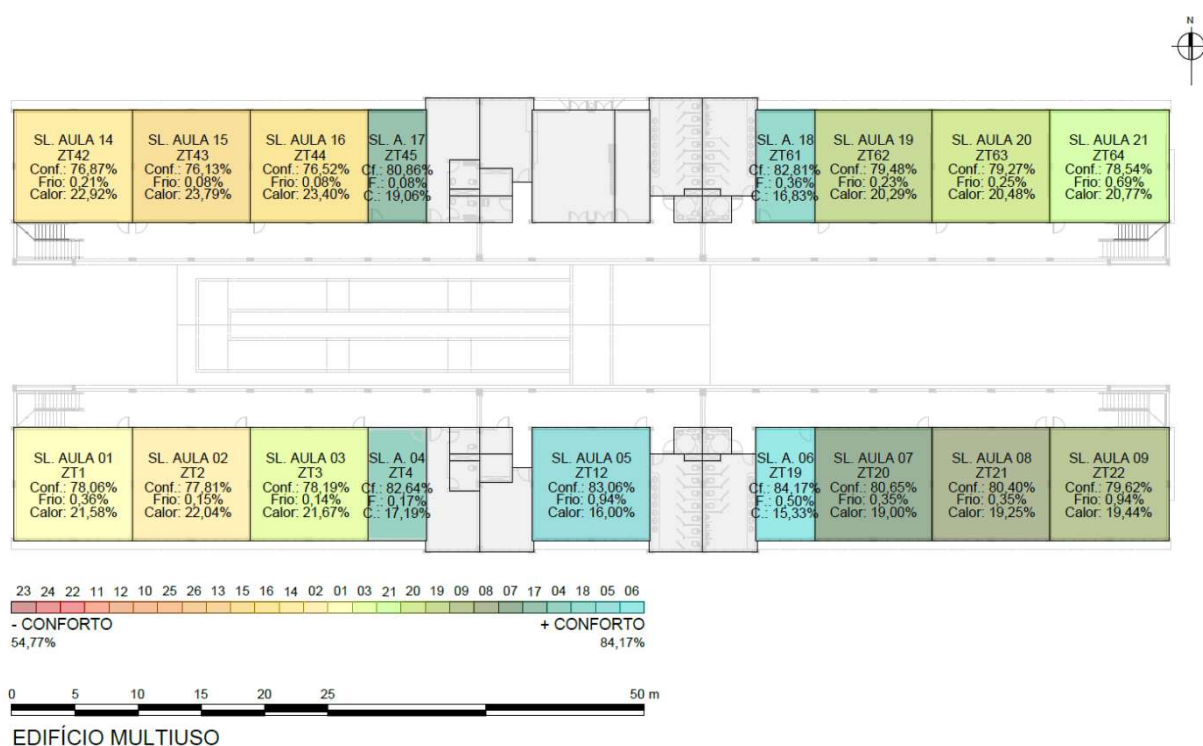 N
SL. AULA 14
ZT42
Conf.: 76,87%
Frio: 0,21%
Calor: 22,92%
SL. AULA 15
ZT43
Conf.: 76,13%
Frio: 0,08%
Calor: 23,79%
SL. AULA 16
ZT44
Conf.: 76,52%
Frio: 0,08%
Calor: 23,40%
SL. A. 17
ZT45
Cf.: 80,86%
F.: 0,08%
C.: 19,06%
SL. A. 18
ZT61
Cf.: 82,81%
F.: 0,36%
C.: 16,83%
SL. AULA 19
ZT62
Conf.: 79,48%
Frio: 0,23%
Calor: 20,29%
SL. AULA 20
ZT63
Conf.: 79,27%
Frio: 0,25%
Calor: 20,48%
SL. AULA 21
ZT64
Conf.: 78,54%
Frio: 0,69%
Calor: 20,77%
SL. AULA 01
ZT1
Conf.: 78,06%
Frio: 0,36%
Calor: 21,58%
SL. AULA 02
ZT2
Conf.: 77,81%
Frio: 0,15%
Calor: 22,04%
SL. AULA 03
ZT3
Conf.: 78,19%
Frio: 0,14%
Calor: 21,67%
SL. A. 04
ZT4
Cf.: 82,64%
F.: 0,17%
C.: 17,19%
SL. AULA 05
ZT12
Conf.: 83,06%
Frio: 0,94%
Calor: 16,00%
SL. A. 06
ZT19
Cf.: 84,17%
F.: 0,50%
C.: 15,33%
SL. AULA 07
ZT20
Conf.: 80,65%
Frio: 0,35%
Calor: 19,00%
SL. AULA 08
ZT21
Conf.: 80,40%
Frio: 0,35%
Calor: 19,25%
SL. AULA 09
ZT22
Conf.: 79,62%
Frio: 0,94%
Calor: 19,44%
23 24 22 11 12 10 25 26 13 15 16 14 02 01 03 21 20 19 09 08 07 17 04 18 05 06
- CONFORTO + CONFORTO
54,77% 84,17%
0 5 10 15 20 25 50 m
EDIFÍCIO MULTIUSO